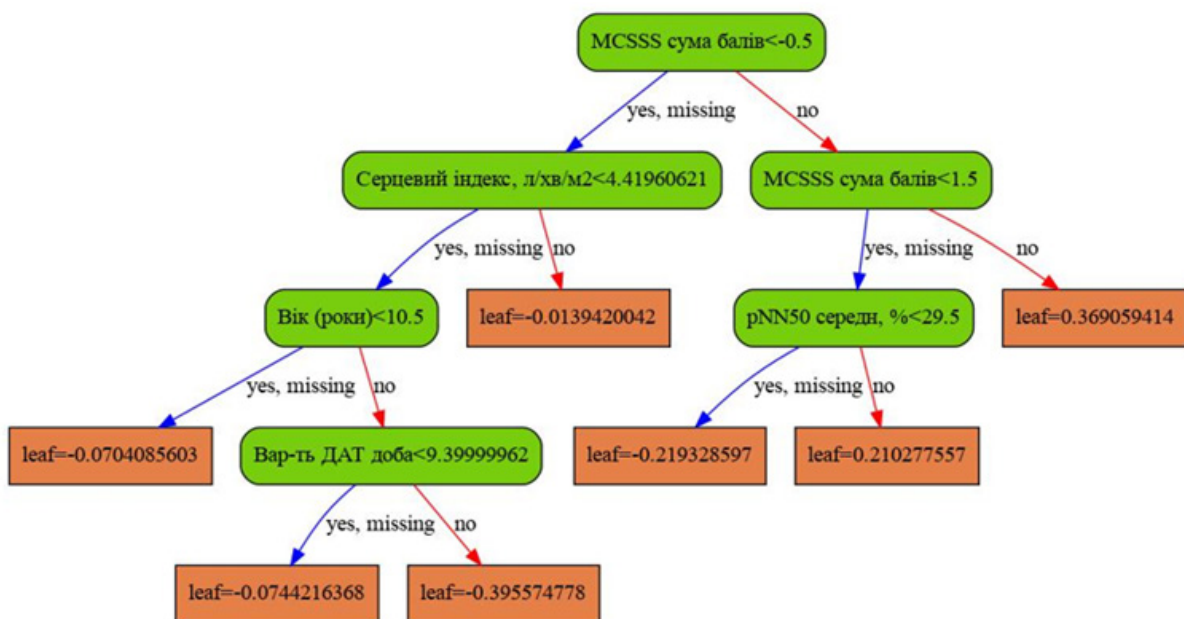 MCSSS сума балів<-0.5
yes, missing
no
Серцевий індекс, л/хв/м2<4.41960621
MCSSS сума балів<1.5
yes, missing
no
yes, missing
no
Вік (роки)<10.5
leaf=-0.0139420042
pNN50 середн, %<29.5
leaf=0.369059414
yes, missing
no
yes, missing
no
leaf=-0.0704085603
Вар-ть ДАТ доба<9.39999962
leaf=-0.219328597
leaf=0.210277557
yes, missing
no
leaf=-0.0744216368
leaf=-0.395574778